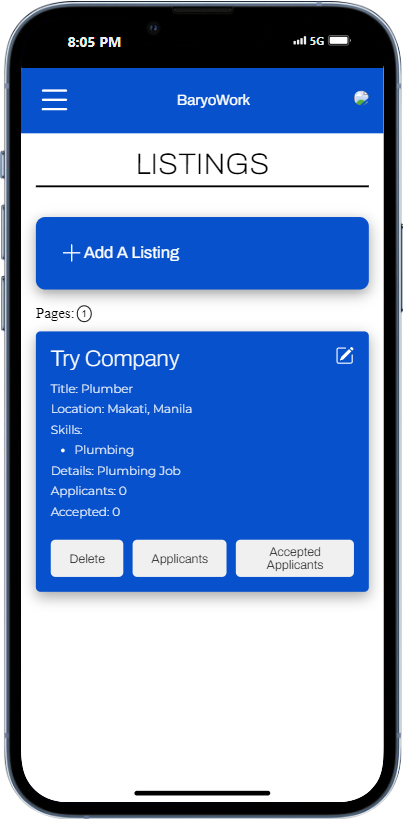 8:05 PM 5G
BaryoWork
LISTINGS
Add A Listing
Pages: 1
Try Company
Title: Plumber
Location: Makati, Manila
Skills:
• Plumbing
Details: Plumbing Job
Applicants: 0
Accepted: 0
Delete Applicants Accepted
Applicants